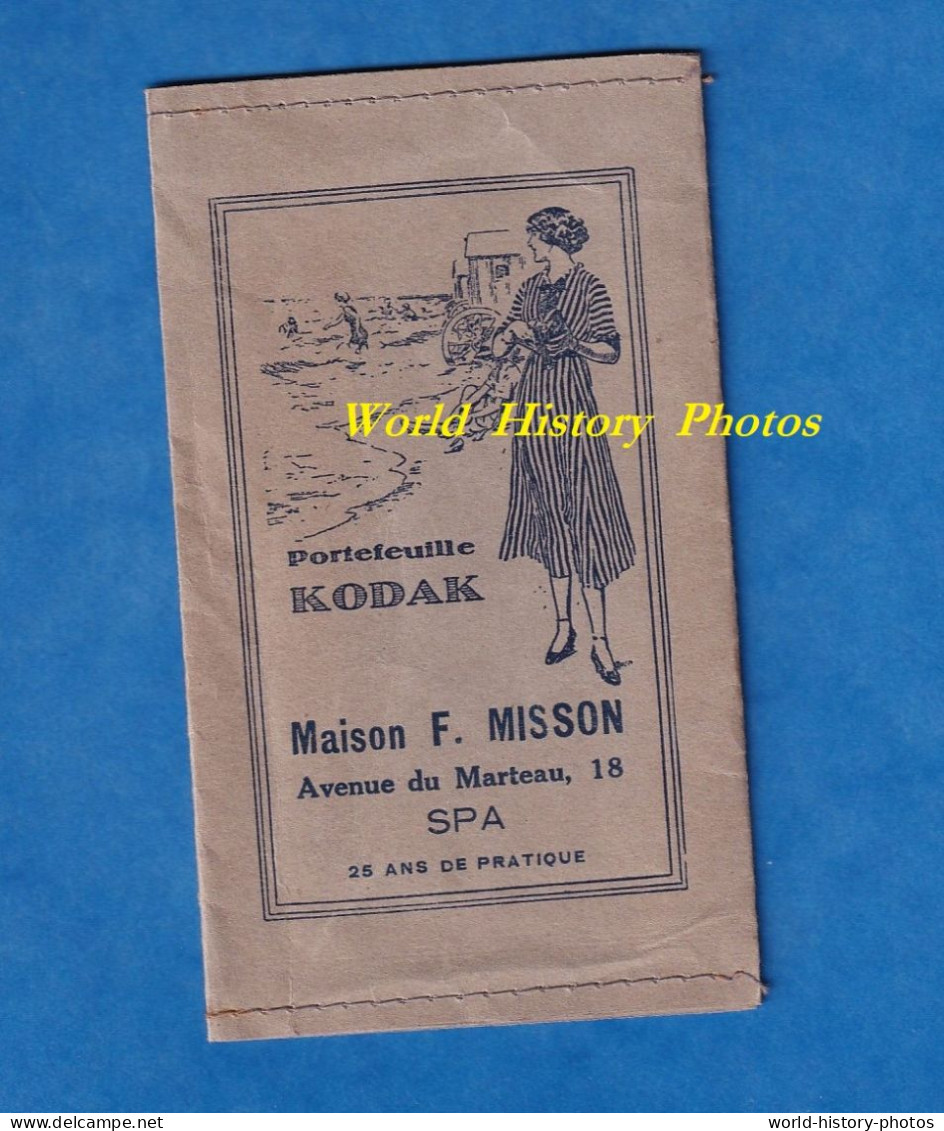 World History Photos
Portefeuille
KODAK
Maison F. MISSON
Avenue du Marteau, 18
SPA
25 ANS DE PRATIQUE
delcampe.net
world-history-photos